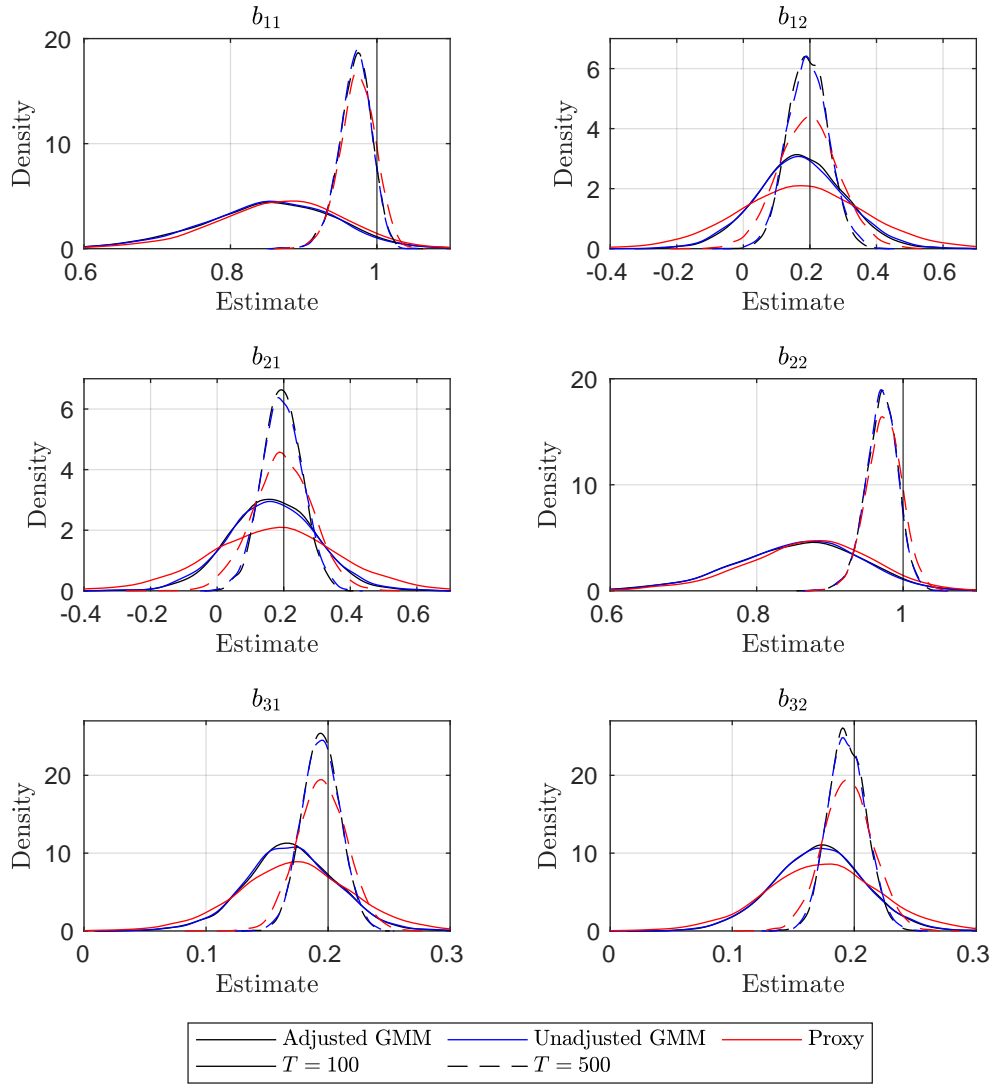 b11
20
10
0
Density
0.6 0.8 1
Estimate
b12
6
4
2
0
Density
-0.4 -0.2 0 0.2 0.4 0.6
Estimate
b21
6
4
2
0
Density
-0.4 -0.2 0 0.2 0.4 0.6
Estimate
b22
20
10
0
Density
0.6 0.8 1
Estimate
b31
20
10
0
Density
0 0.1 0.2 0.3
Estimate
b32
20
10
0
Density
0 0.1 0.2 0.3
Estimate
Adjusted GMM Unadjusted GMM Proxy
T = 100 T = 500